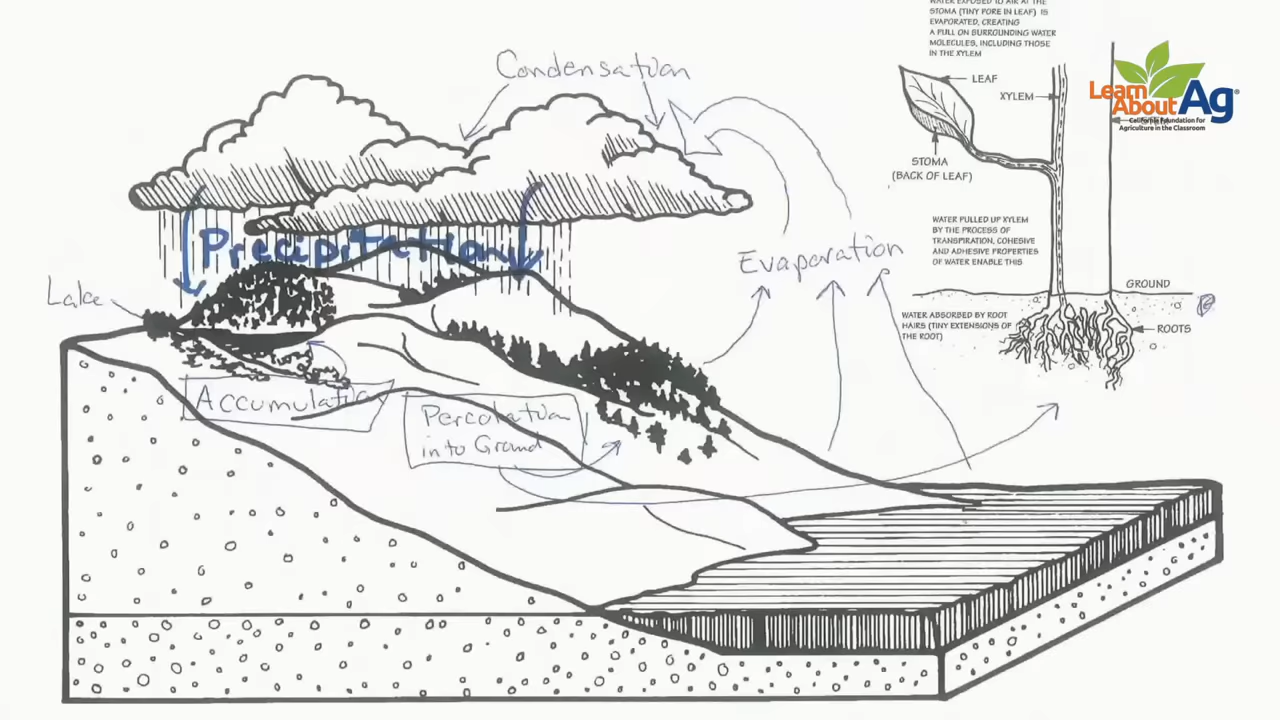 WATER EXPOSED TO AIR AT THE
STOMA (TINY PORE IN LEAF) IS
EVAPORATED, CREATING
A PULL ON SURROUNDING WATER
MOLECULES, INCLUDING THOSE
IN THE XYLEM
LEAF
XYLEM
STOMA
(BACK OF LEAF)
Learn
About
Ag®
California Foundation for
Agriculture in the Classroom
Condensation
Precipitation
Evaporation
WATER PULLED UP XYLEM
BY THE PROCESS OF
TRANSPIRATION, COHESIVE
AND ADHESIVE PROPERTIES
OF WATER ENABLE THIS
GROUND
Lake
WATER ABSORBED BY ROOT
HAIRS (TINY EXTENSIONS OF
THE ROOT)
ROOTS
Accumulation
Percolation
into Ground